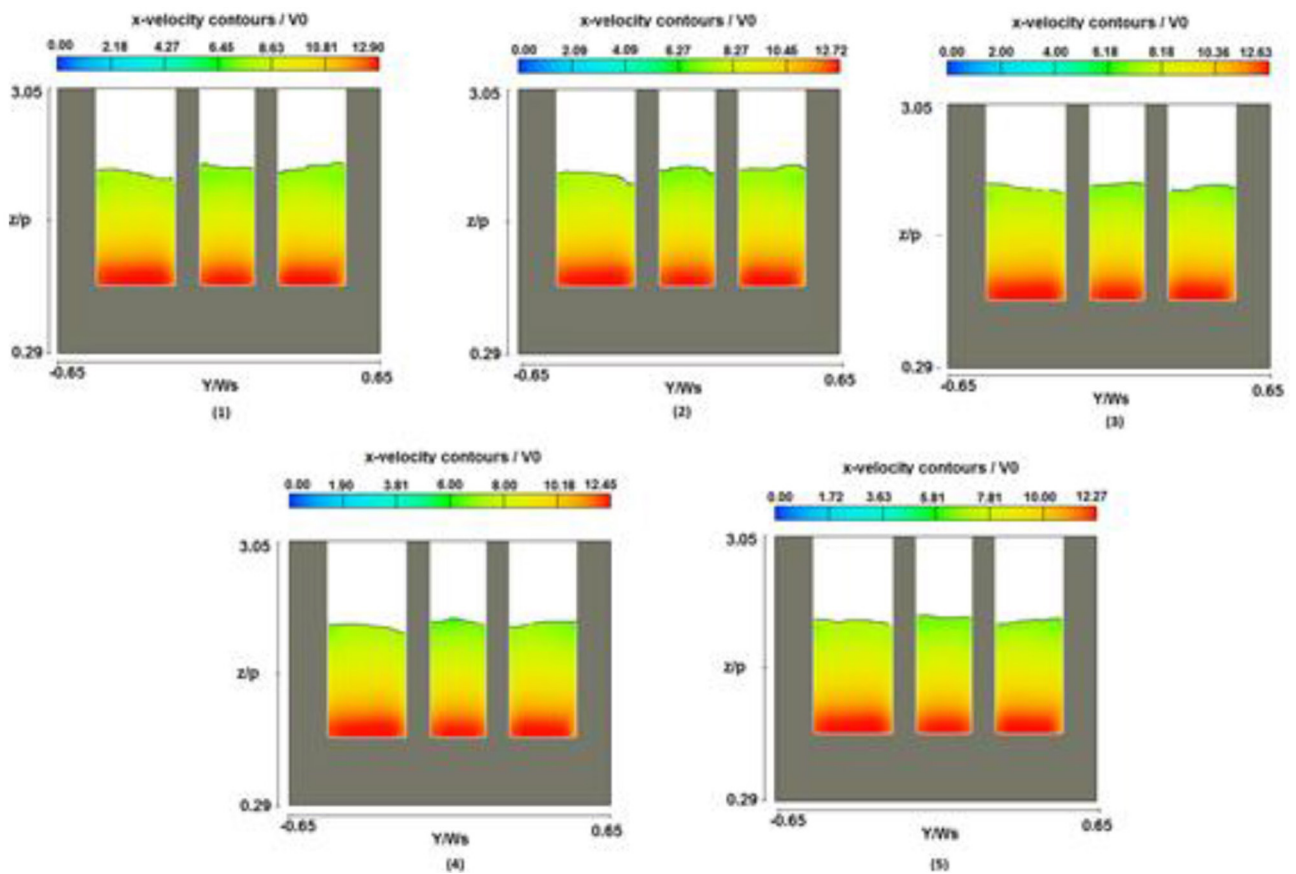 x-velocity contours / V0
0.00 2.18 4.27 6.45 8.63 10.81 12.90
3.05
z/p
0.29
-0.65 0.65
Y/Ws
(1)
x-velocity contours / V0
0.00 2.09 4.09 6.27 8.27 10.45 12.72
3.05
z/p
0.29
-0.65 0.65
Y/Ws
(2)
x-velocity contours / V0
0.00 2.00 4.00 6.18 8.18 10.36 12.63
3.05
z/p
0.29
-0.65 0.65
Y/Ws
(3)
x-velocity contours / V0
0.00 1.90 3.81 6.00 8.00 10.18 12.45
3.05
z/p
0.29
-0.65 0.65
Y/Ws
(4)
x-velocity contours / V0
0.00 1.72 3.63 5.81 7.81 10.00 12.27
3.05
z/p
0.29
-0.65 0.65
Y/Ws
(5)